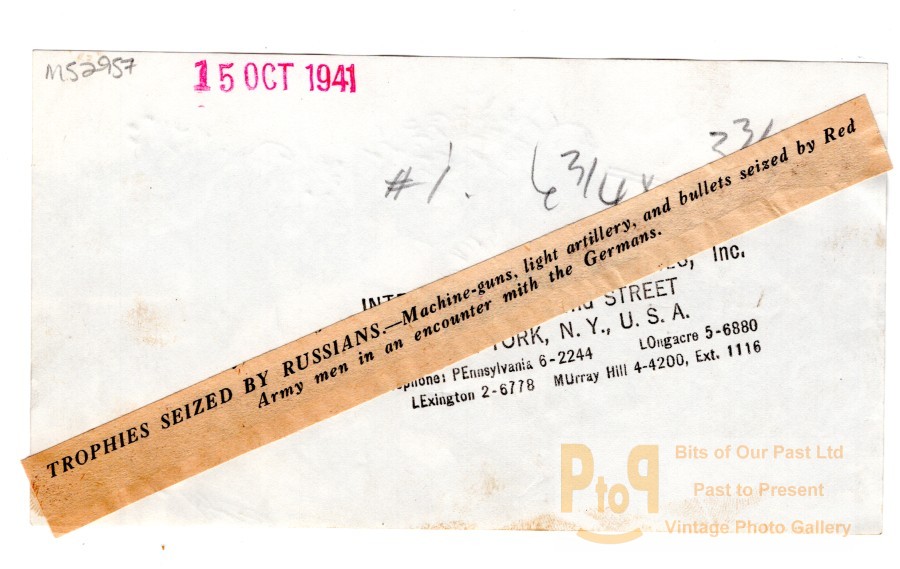 M52957
15 OCT 1941
#1. 6 3/4 x
TROPHIES SEIZED BY RUSSIANS.—Machine-guns, light artillery, and bullets seized by Red
Army men in an encounter mith the Germans.
Inc.
STREET
YORK, N. Y., U. S. A.
PEnnsylvania 6-2244 LOngacre 5-6880
LExington 2-6778 MUrray Hill 4-4200, Ext. 1116
PtoP
Bits of Our Past Ltd
Past to Present
Vintage Photo Gallery